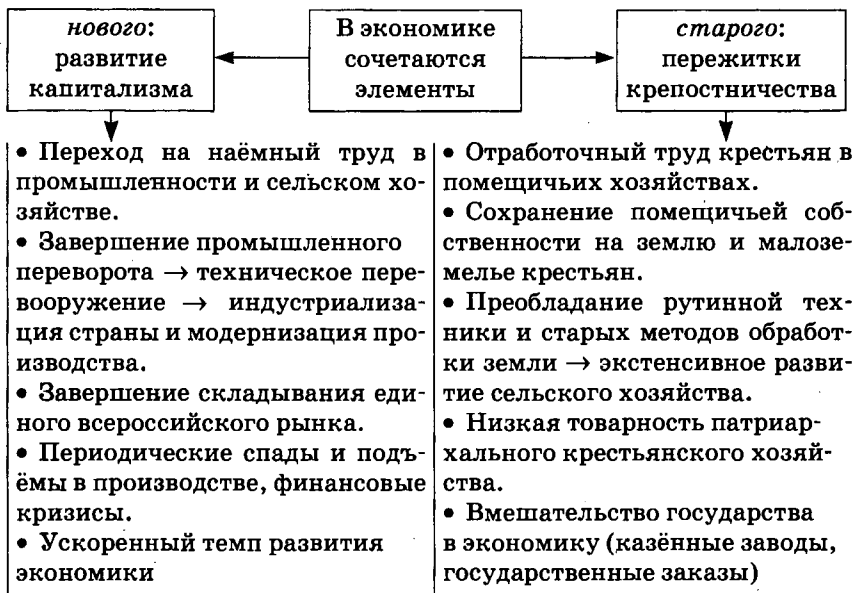 нового:
развитие
капитализма
В экономике
сочетаются
элементы
старого:
пережитки
крепостничества
• Переход на наёмный труд в
промышленности и сельском хо-
зяйстве.
• Завершение промышленного
переворота → техническое пере-
вооружение → индустриализа-
ция страны и модернизация про-
изводства.
• Завершение складывания еди-
ного всероссийского рынка.
• Периодические спады и подъ-
ёмы в производстве, финансовые
кризисы.
• Ускоренный темп развития
экономики
• Отработочный труд крестьян в
помещичьих хозяйствах.
• Сохранение помещичьей соб-
ственности на землю и малозе-
мелье крестьян.
• Преобладание рутинной тех-
ники и старых методов обработ-
ки земли → экстенсивное разви-
тие сельского хозяйства.
• Низкая товарность патриар-
хального крестьянского хозяй-
ства.
• Вмешательство государства
в экономику (казённые заводы,
государственные заказы)